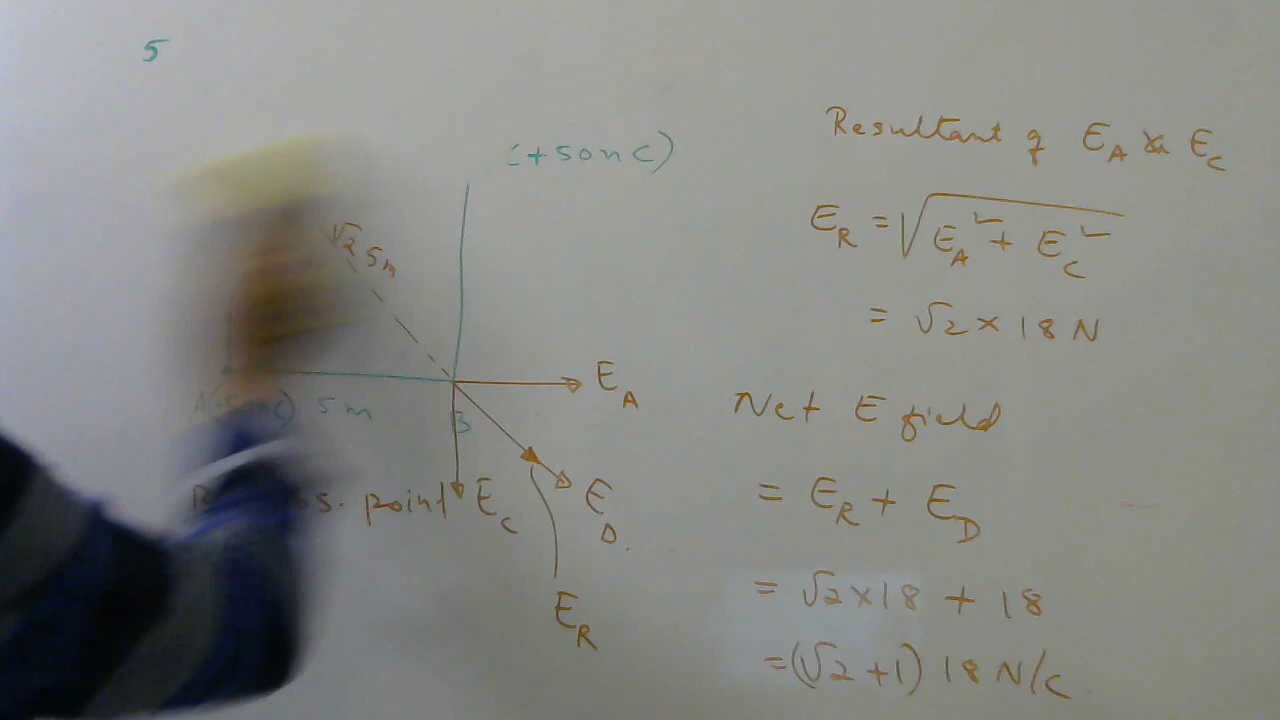 5
(+50nC)
√2 5m
5m
B
E_A
E_C
E_D.
E_R
point
Resultant of E_A & E_C
E_R = √(E_A² + E_C²)
= √2 × 18 N
Net E field
= E_R + E_D
= √2 × 18 + 18
= (√2 + 1) 18 N/C